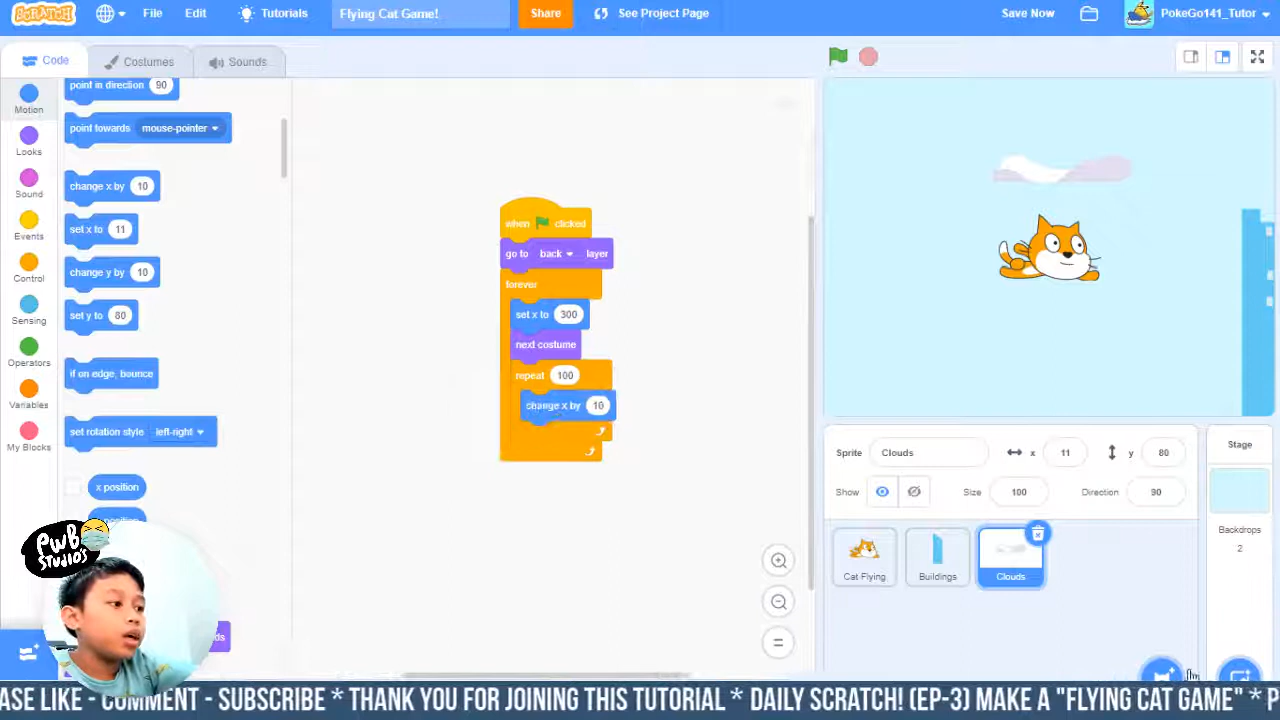 SCRATCH File Edit Tutorials Flying Cat Game! Share See Project Page Save Now PokeGo141_Tutor
Code Costumes Sounds
Motion
Looks
Sound
Events
Control
Sensing
Operators
Variables
My Blocks
point in direction 90
point towards mouse-pointer
change x by 10
set x to 11
change y by 10
set y to 80
if on edge, bounce
set rotation style left-right
x position
when clicked
go to back layer
forever
set x to 300
next costume
repeat 100
change x by 10
Sprite Clouds x 11 y 80
Show Size 100 Direction 90
Cat Flying Buildings Clouds
Stage
Backdrops
2
PWB
STUDIO'S
ASE LIKE - COMMENT - SUBSCRIBE * THANK YOU FOR JOINING THIS TUTORIAL * DAILY SCRATCH! (EP-3) MAKE A "FLYING CAT GAME" * P